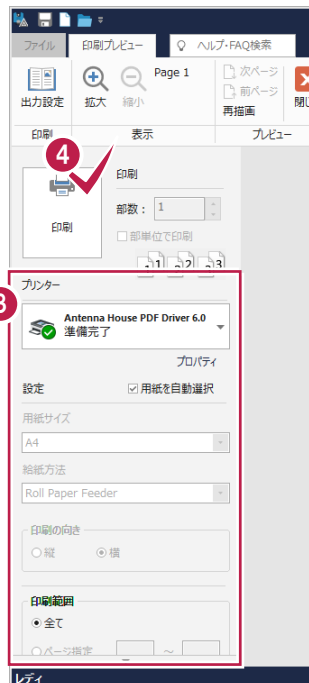 ファイル 印刷プレビュー ヘルプ・FAQ検索
出力設定 拡大 縮小 Page 1 次ページ
前ページ
再描画 閉じ
印刷 表示 プレビュー
4
印刷
印刷
部数： 1
部単位で印刷
1 2 3
プリンター
3
Antenna House PDF Driver 6.0
準備完了
プロパティ
設定 用紙を自動選択
用紙サイズ
A4
給紙方法
Roll Paper Feeder
印刷の向き
縦 横
印刷範囲
全て
ページ指定 ～
レディ